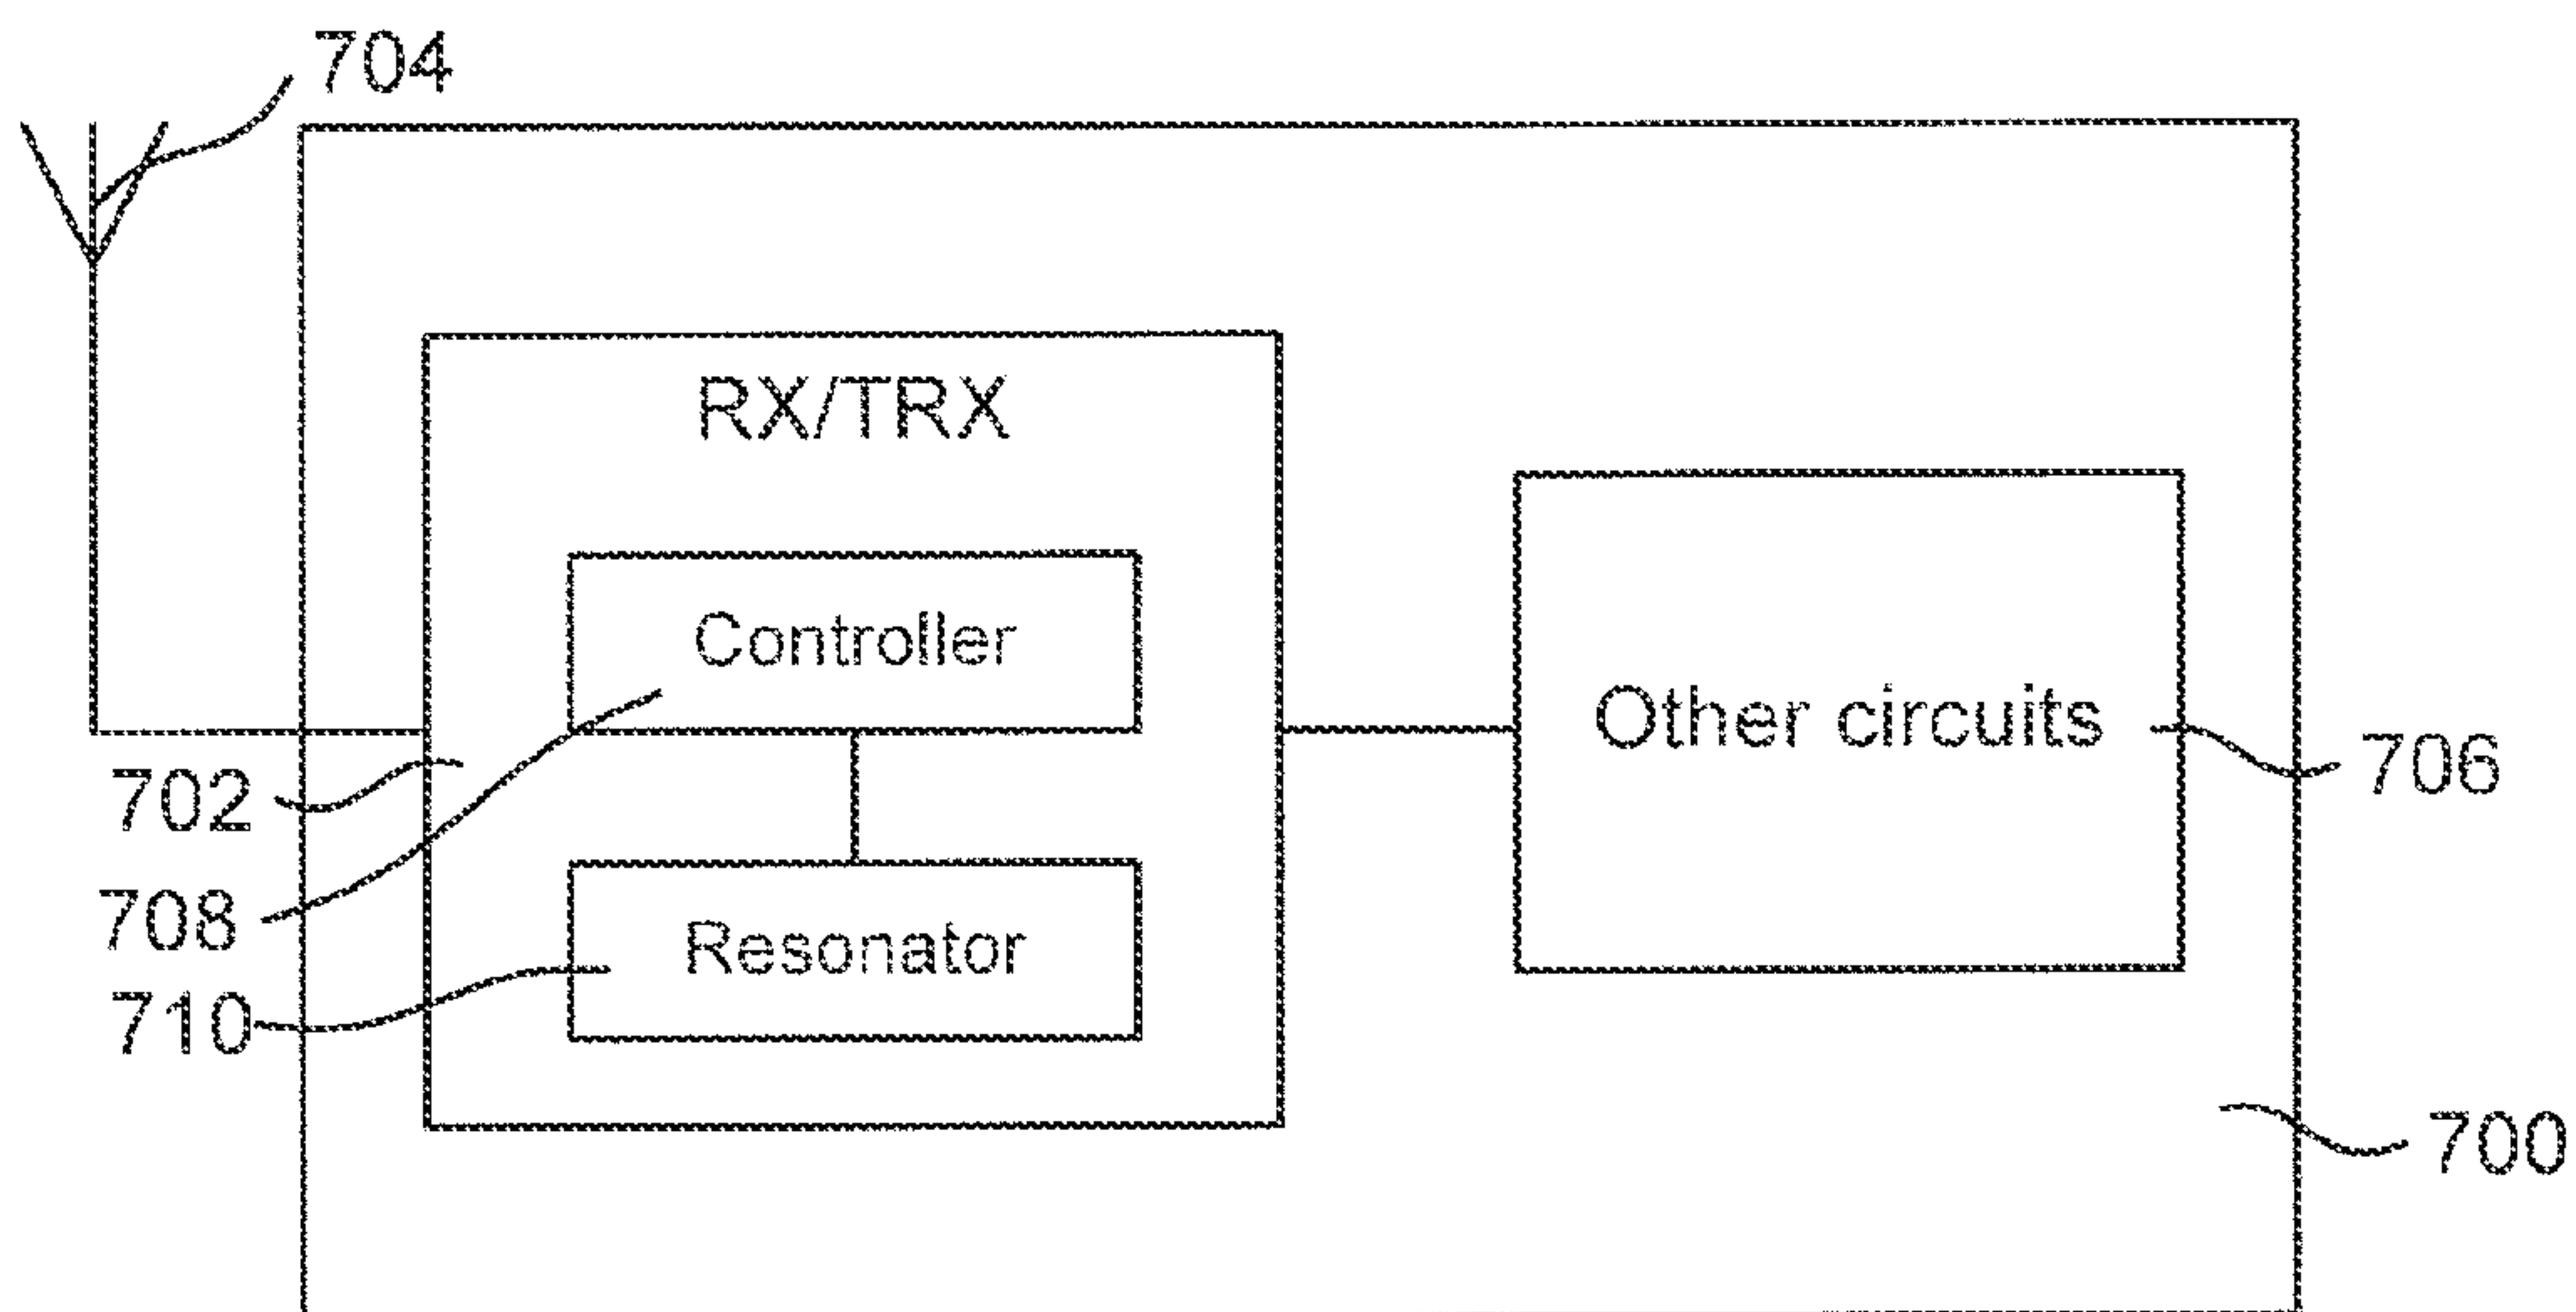 704
RX/TRX
Controller
Other circuits
706
702
708
Resonator
710
700